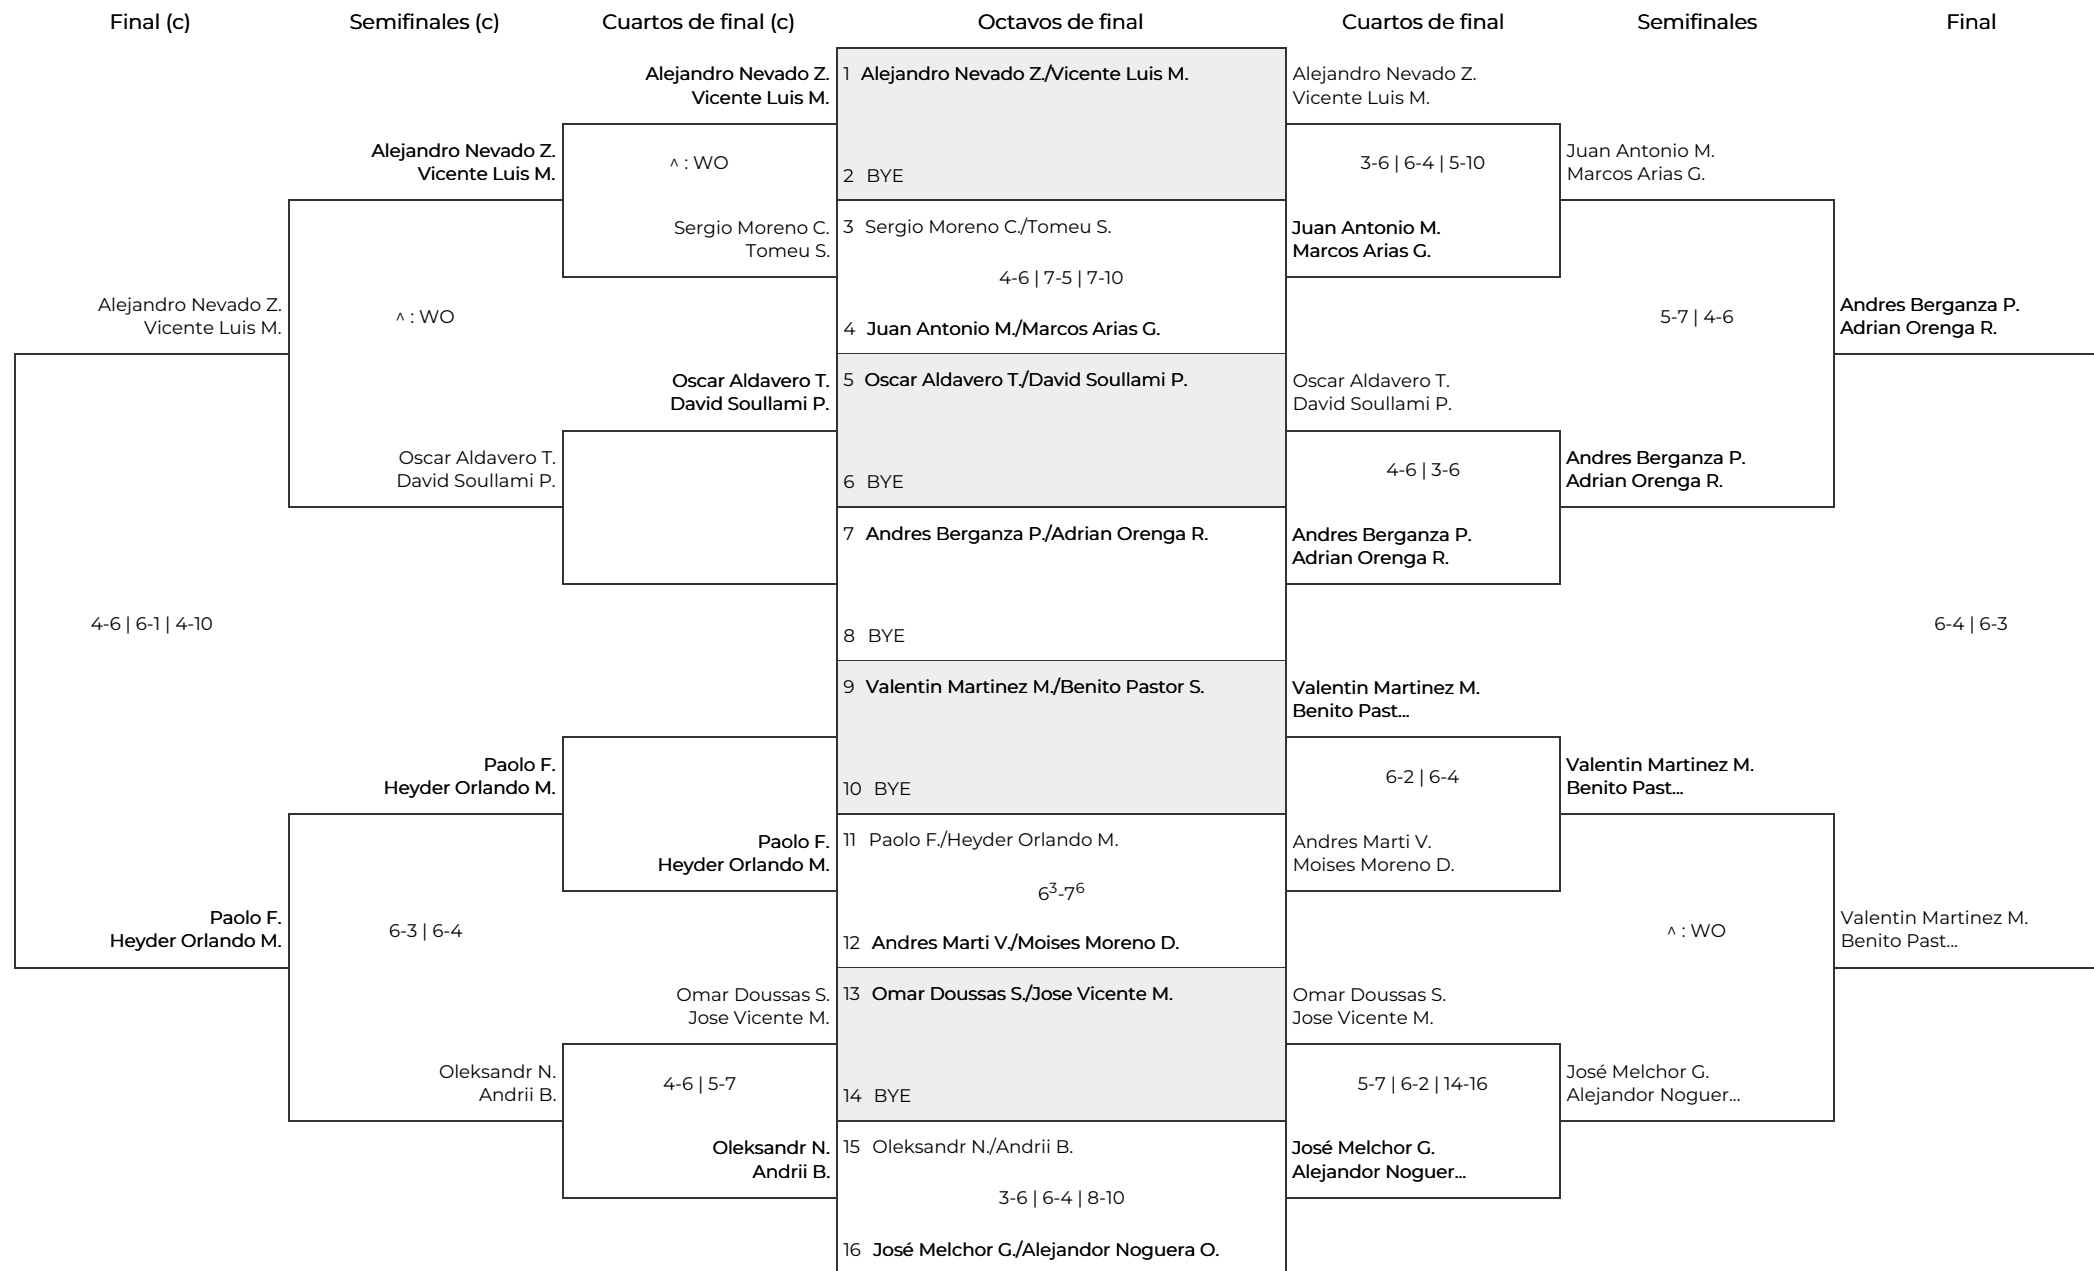 Final (c)
Semifinales (c)
Cuartos de final (c)
Octavos de final
Cuartos de final
Semifinales
Final
Alejandro Nevado Z.
Vicente Luis M.
Oscar Aldavero T.
David Soullami P.
4-6 | 6-1 | 4-10
Paolo F.
Heyder Orlando M.
Alejandro Nevado Z.
Vicente Luis M.
^ : WO
Sergio Moreno C.
Tomeu S.
Alejandro Nevado Z.
Vicente Luis M.
^ : WO
Oscar Aldavero T.
David Soullami P.
Alejandro Nevado Z.
Vicente Luis M.
Paolo F.
Heyder Orlando M.
Paolo F.
Heyder Orlando M.
6-3 | 6-4
Omar Doussas S.
Jose Vicente M.
Oleksandr N.
Andrii B.
4-6 | 5-7
Oleksandr N.
Andrii B.
1 Alejandro Nevado Z./Vicente Luis M.
2 BYE
3 Sergio Moreno C./Tomeu S.
4-6 | 7-5 | 7-10
4 Juan Antonio M./Marcos Arias G.
5 Oscar Aldavero T./David Soullami P.
6 BYE
7 Andres Berganza P./Adrian Orenga R.
8 BYE
9 Valentin Martinez M./Benito Pastor S.
10 BYE
11 Paolo F./Heyder Orlando M.
6³-7⁶
12 Andres Marti V./Moises Moreno D.
13 Omar Doussas S./Jose Vicente M.
14 BYE
15 Oleksandr N./Andrii B.
3-6 | 6-4 | 8-10
16 José Melchor G./Alejandor Noguera O.
Alejandro Nevado Z.
Vicente Luis M.
3-6 | 6-4 | 5-10
Juan Antonio M.
Marcos Arias G.
Oscar Aldavero T.
David Soullami P.
4-6 | 3-6
Andres Berganza P.
Adrian Orenga R.
Valentin Martinez M.
Benito Past...
6-2 | 6-4
Andres Marti V.
Moises Moreno D.
Omar Doussas S.
Jose Vicente M.
5-7 | 6-2 | 14-16
José Melchor G.
Alejandor Noguer...
Juan Antonio M.
Marcos Arias G.
5-7 | 4-6
Andres Berganza P.
Adrian Orenga R.
Valentin Martinez M.
Benito Past...
^ : WO
José Melchor G.
Alejandor Noguer...
Andres Berganza P.
Adrian Orenga R.
6-4 | 6-3
Valentin Martinez M.
Benito Past...